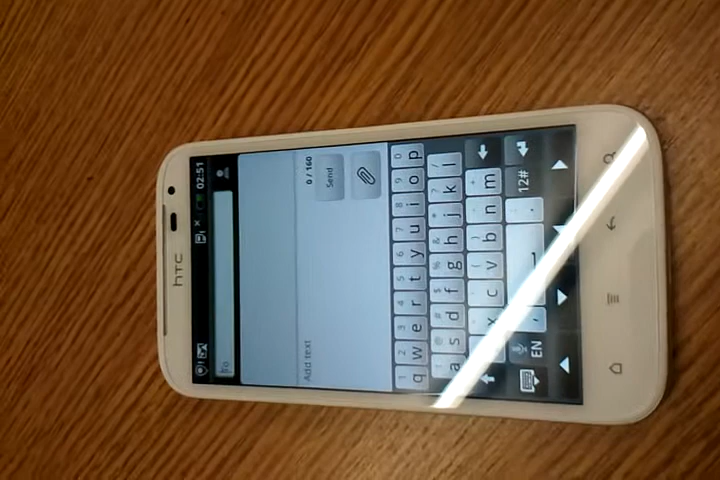 hTC
02:51
To
Add text
0 / 160
Send
1 2 3 4 5 6 7 8 9 0
q w e r t y u i o p
a s d f g h j k l
x c v b n m
EN , . 12#